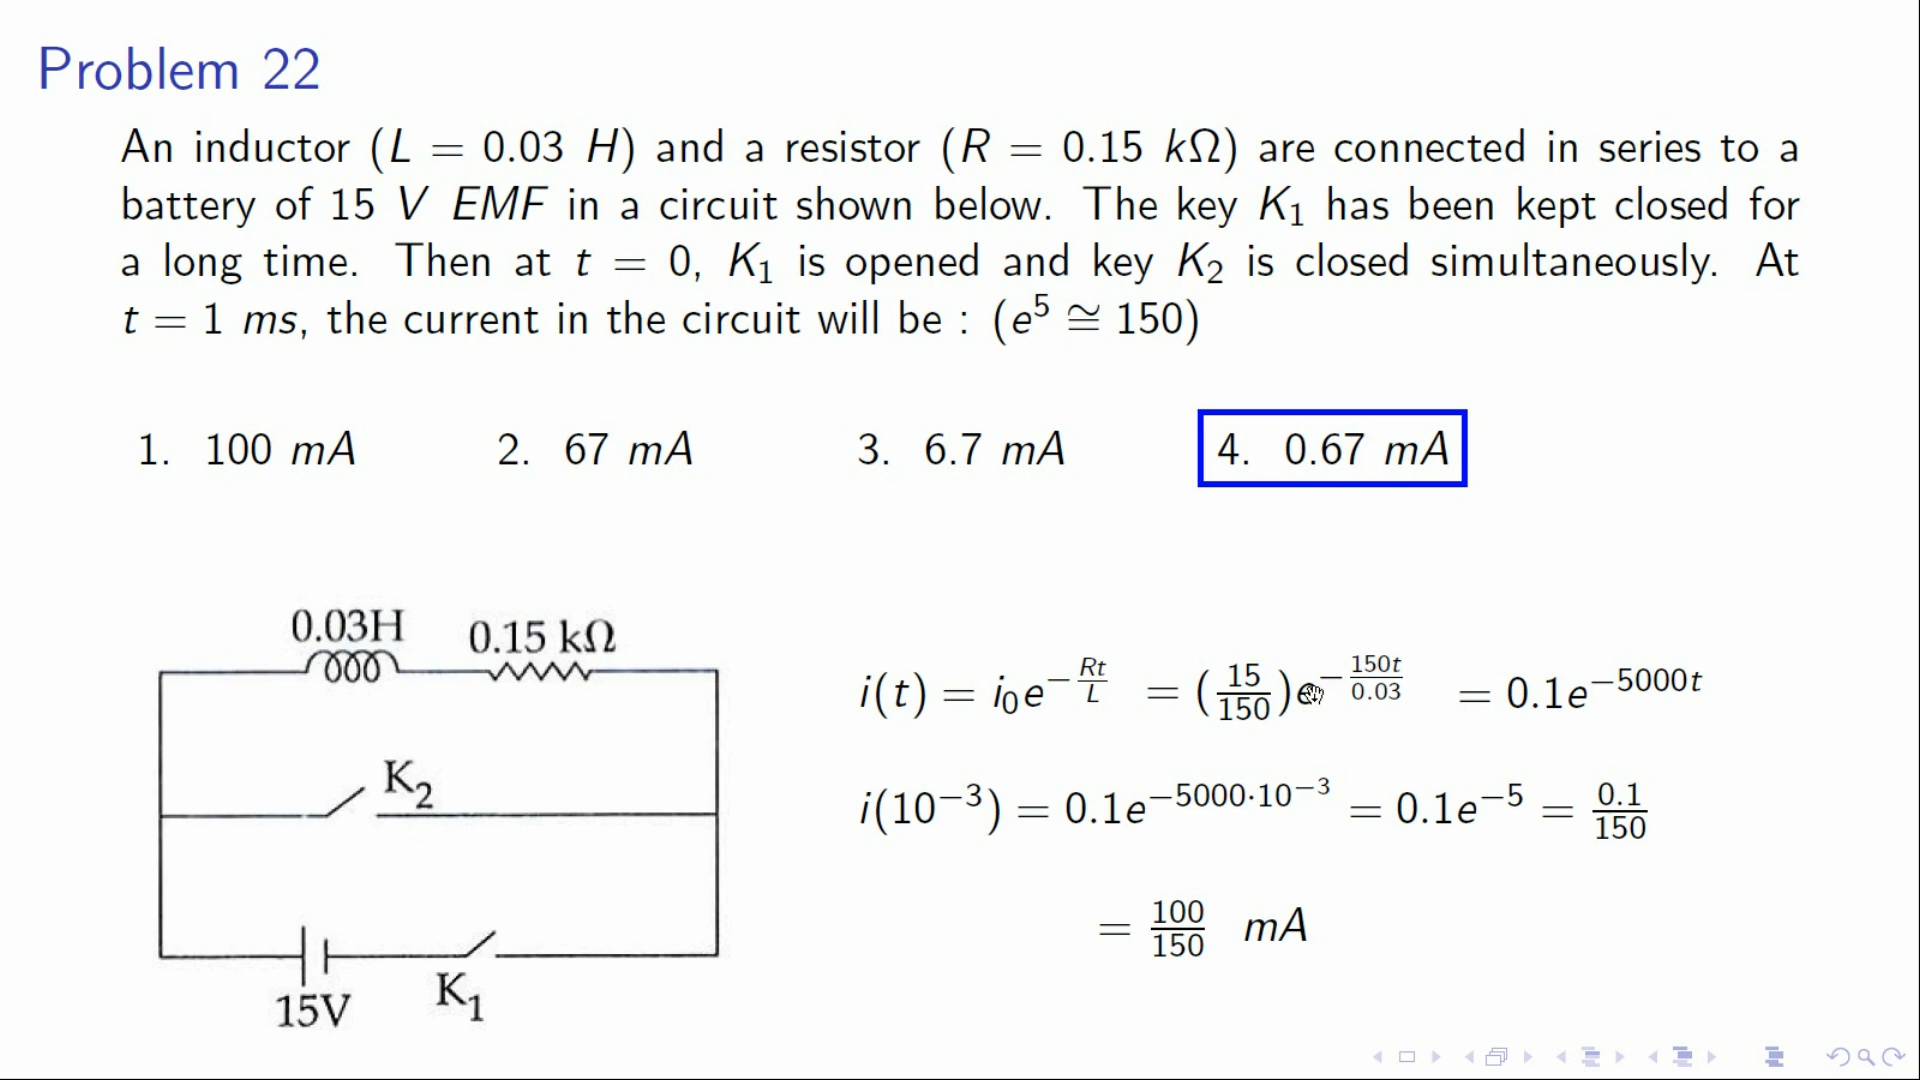 Problem 22
An inductor (L = 0.03 H) and a resistor (R = 0.15 kΩ) are connected in series to a
battery of 15 V EMF in a circuit shown below. The key K₁ has been kept closed for
a long time. Then at t = 0, K₁ is opened and key K₂ is closed simultaneously. At
t = 1 ms, the current in the circuit will be : (e⁵ ≅ 150)
1. 100 mA 2. 67 mA 3. 6.7 mA 4. 0.67 mA
0.03H 0.15 kΩ
K₂
15V K₁
i(t) = i₀e^{-Rt/L} = (15/150)e^{-150t/0.03} = 0.1e^{-5000t}
i(10⁻³) = 0.1e^{-5000·10⁻³} = 0.1e⁻⁵ = 0.1/150
= 100/150 mA